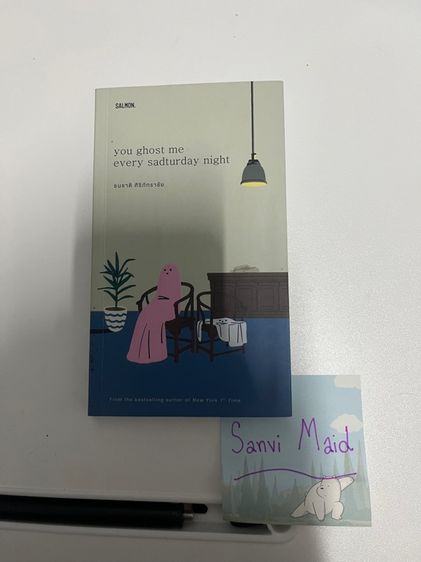 SALMON.
you ghost me
every sadturday night
ธนชาติ ศิริภัทราชัย
From the bestselling author of New York 1st Time
Sanvi Maid